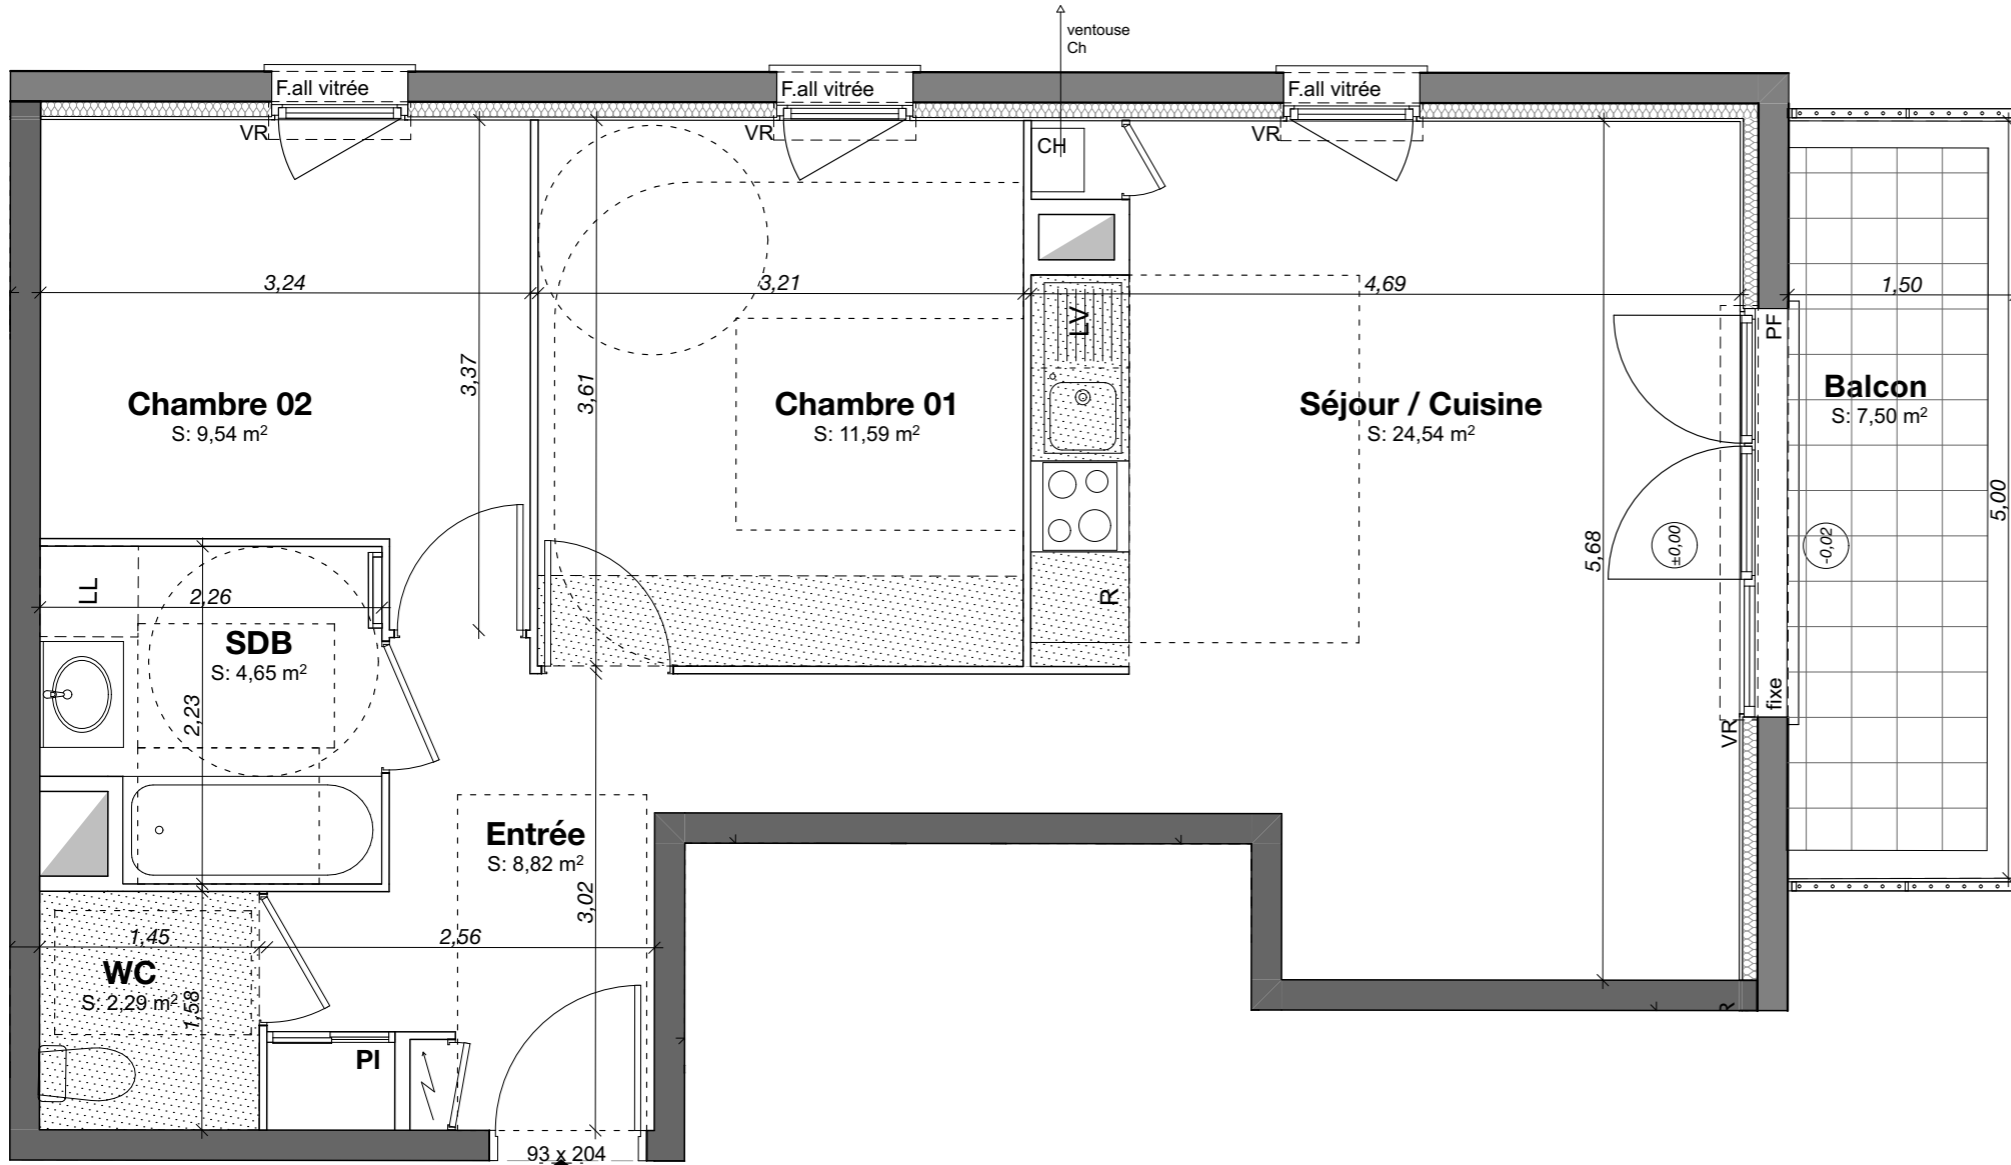 ventouse
Ch
F.all vitrée
F.all vitrée
F.all vitrée
VR
VR
VR
CH
3,24
3,21
4,69
1,50
LV
PF
3,37
3,61
Chambre 02
S: 9,54 m²
Chambre 01
S: 11,59 m²
Séjour / Cuisine
S: 24,54 m²
Balcon
S: 7,50 m²
5,00
5,68
±0,00
-0,02
LL
2,26
R
SDB
S: 4,65 m²
2,23
fixe
VR
Entrée
S: 8,82 m²
3,02
1,45
2,56
WC
S: 2,29 m²
1,58
R
PI
93 x 204